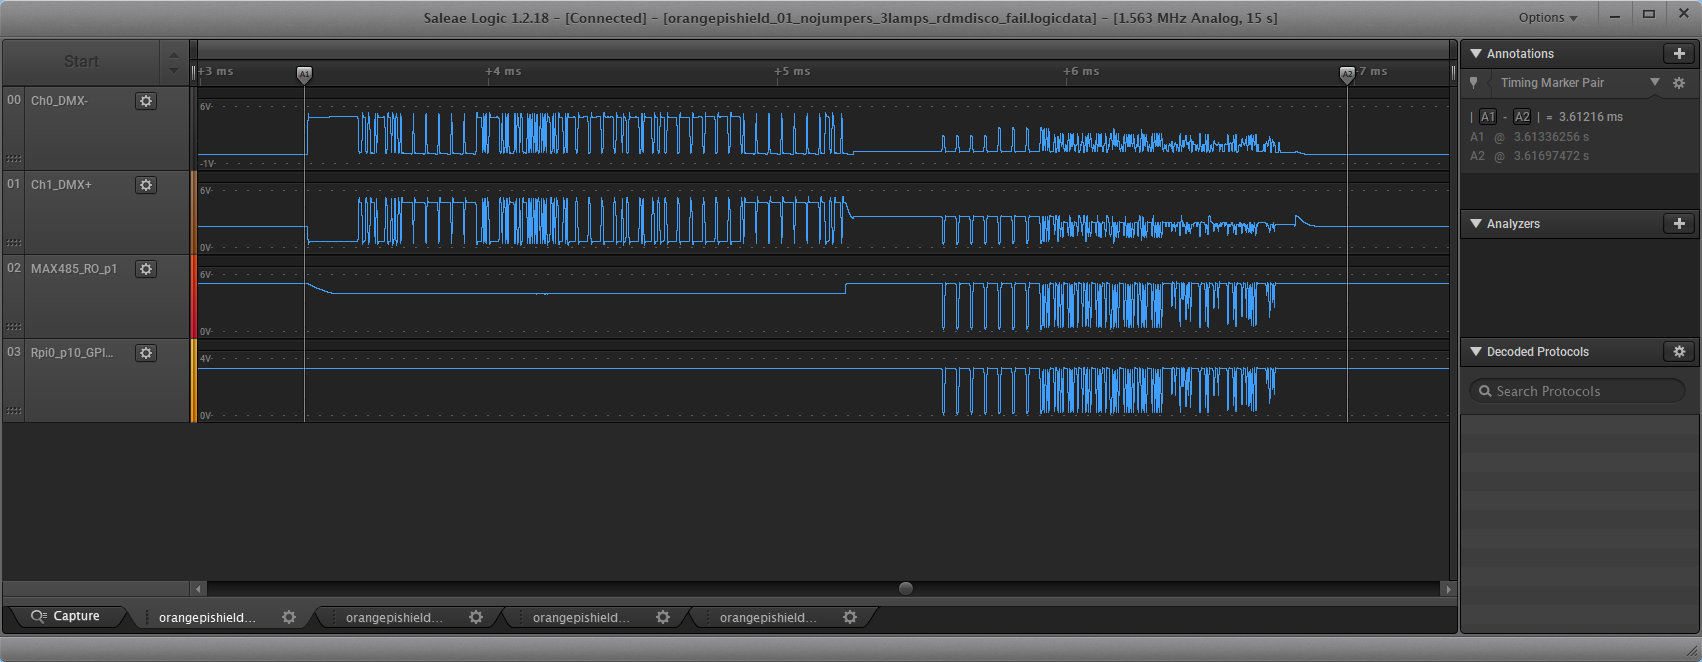 Saleae Logic 1.2.18 - [Connected] - [orangepishield_01_nojumpers_3lamps_rdmdisco_fail.logicdata] - [1.563 MHz Analog, 15 s]
Options
Start
+3 ms
+4 ms
+5 ms
+6 ms
+7 ms
A1
A2
00 Ch0_DMX-
6V
-1V
01 Ch1_DMX+
6V
0V
02 MAX485_RO_p1
6V
0V
03 Rpi0_p10_GPI...
4V
0V
Capture
orangepishield...
orangepishield...
orangepishield...
orangepishield...
Annotations
Timing Marker Pair
| A1 - A2 | = 3.61216 ms
A1 @ 3.61336256 s
A2 @ 3.61697472 s
Analyzers
Decoded Protocols
Search Protocols